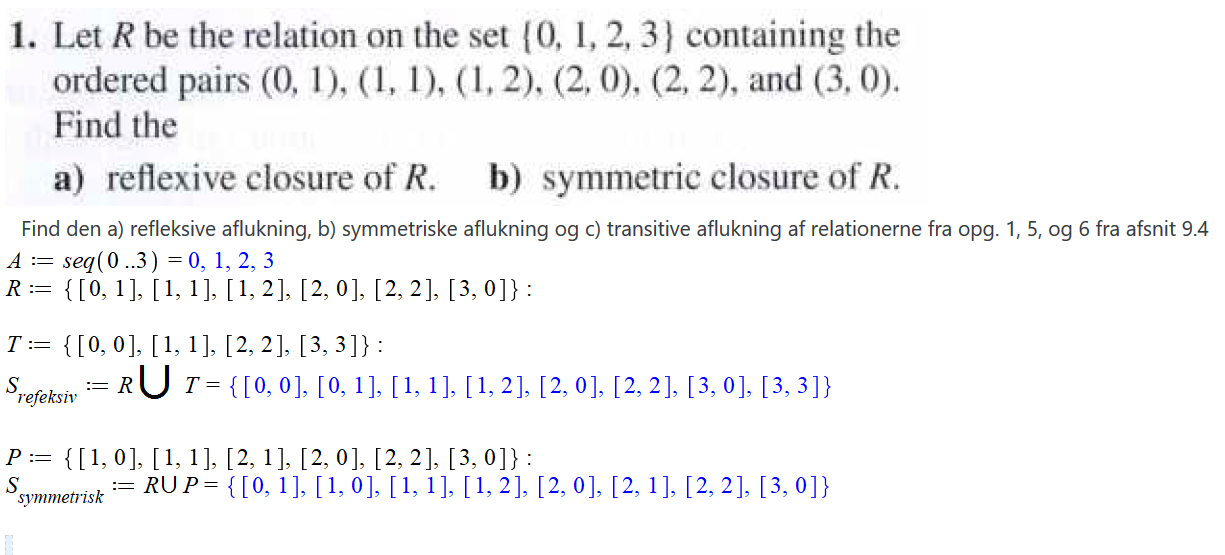 1. Let R be the relation on the set {0, 1, 2, 3} containing the
ordered pairs (0, 1), (1, 1), (1, 2), (2, 0), (2, 2), and (3, 0).
Find the
a) reflexive closure of R. b) symmetric closure of R.
Find den a) refleksive aflukning, b) symmetriske aflukning og c) transitive aflukning af relationerne fra opg. 1, 5, og 6 fra afsnit 9.4
A := seq(0 ..3) = 0, 1, 2, 3
R := {[0, 1], [1, 1], [1, 2], [2, 0], [2, 2], [3, 0]} :
T := {[0, 0], [1, 1], [2, 2], [3, 3]} :
S_refeksiv := R ⋃ T = {[0, 0], [0, 1], [1, 1], [1, 2], [2, 0], [2, 2], [3, 0], [3, 3]}
P := {[1, 0], [1, 1], [2, 1], [2, 0], [2, 2], [3, 0]} :
S_symmetrisk := R∪P = {[0, 1], [1, 0], [1, 1], [1, 2], [2, 0], [2, 1], [2, 2], [3, 0]}